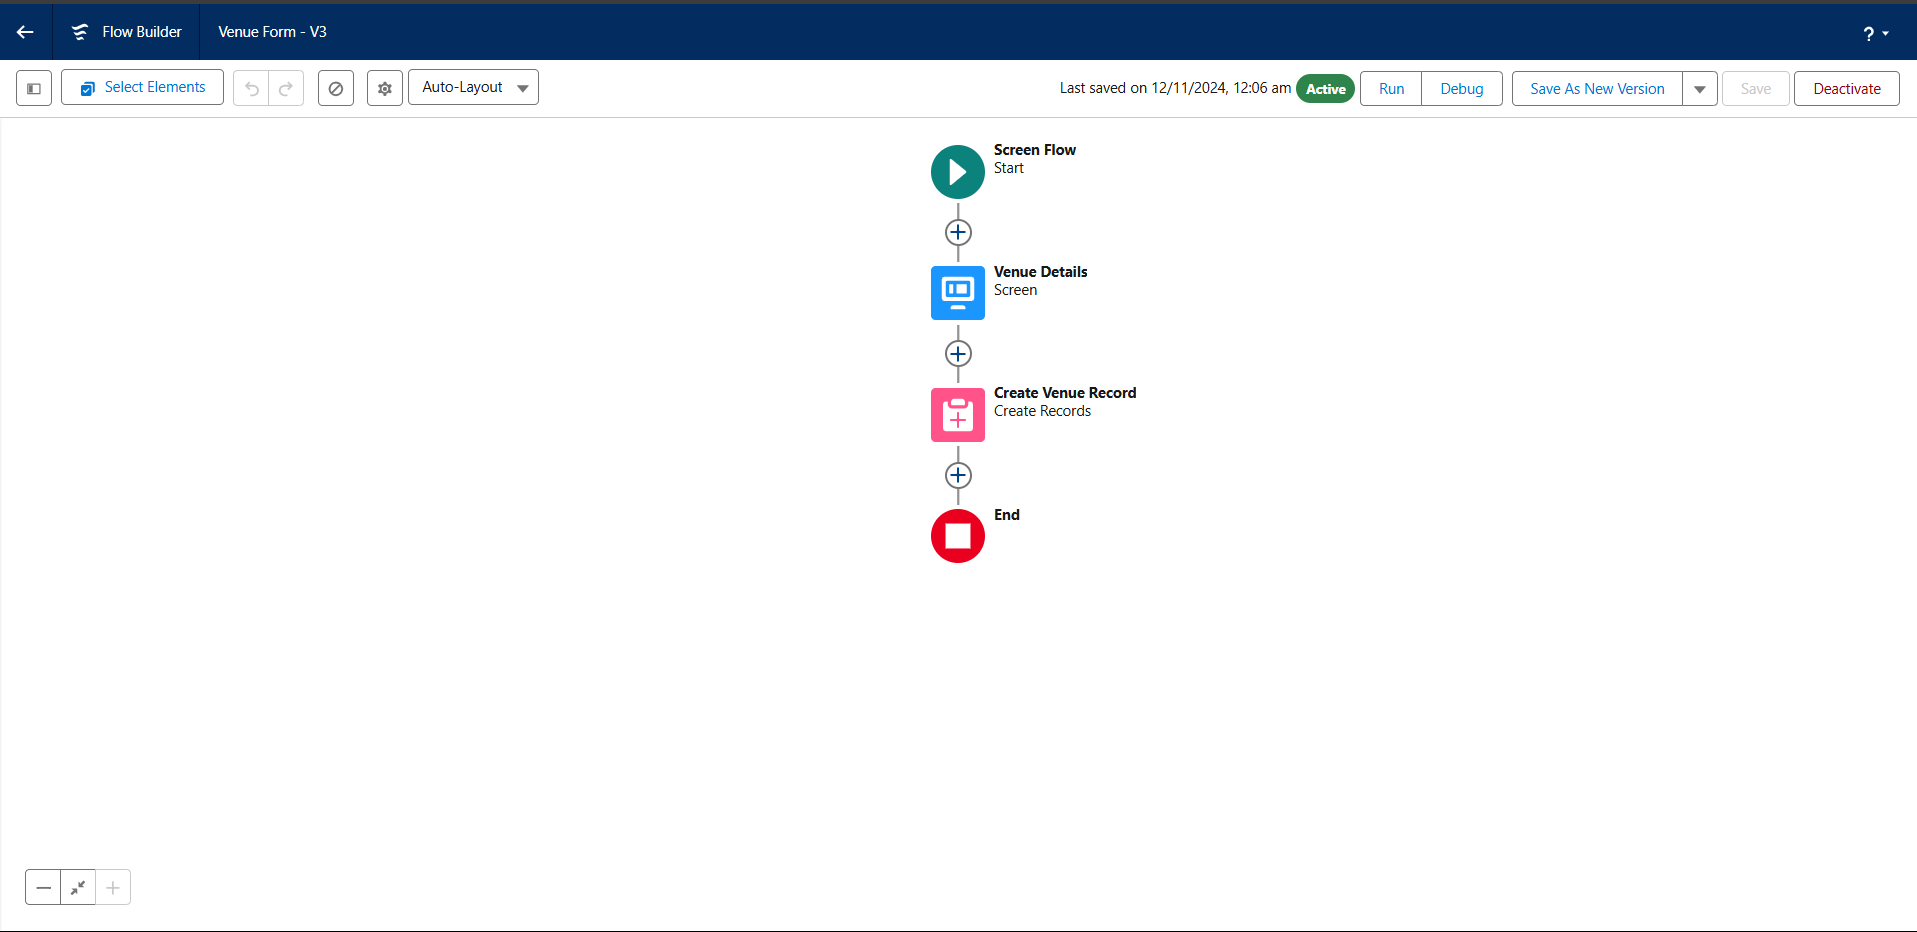 Flow Builder
Venue Form - V3
?
Select Elements
Auto-Layout
Last saved on 12/11/2024, 12:06 am
Active
Run
Debug
Save As New Version
Save
Deactivate
Screen Flow
Start
Venue Details
Screen
Create Venue Record
Create Records
End